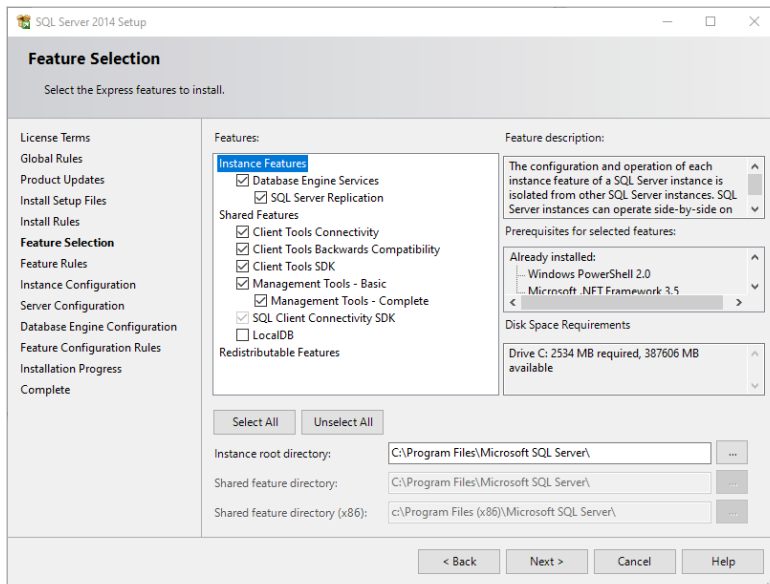 SQL Server 2014 Setup
Feature Selection
Select the Express features to install.
License Terms
Global Rules
Product Updates
Install Setup Files
Install Rules
Feature Selection
Feature Rules
Instance Configuration
Server Configuration
Database Engine Configuration
Feature Configuration Rules
Installation Progress
Complete
Features:
Instance Features
Database Engine Services
SQL Server Replication
Shared Features
Client Tools Connectivity
Client Tools Backwards Compatibility
Client Tools SDK
Management Tools - Basic
Management Tools - Complete
SQL Client Connectivity SDK
LocalDB
Redistributable Features
Feature description:
The configuration and operation of each
instance feature of a SQL Server instance is
isolated from other SQL Server instances. SQL
Server instances can operate side-by-side on
Prerequisites for selected features:
Already installed:
Windows PowerShell 2.0
Microsoft .NET Framework 3.5
Disk Space Requirements
Drive C: 2534 MB required, 387606 MB
available
Select All
Unselect All
Instance root directory:
C:\Program Files\Microsoft SQL Server\
...
Shared feature directory:
C:\Program Files\Microsoft SQL Server\
...
Shared feature directory (x86):
c:\Program Files (x86)\Microsoft SQL Server\
...
< Back
Next >
Cancel
Help